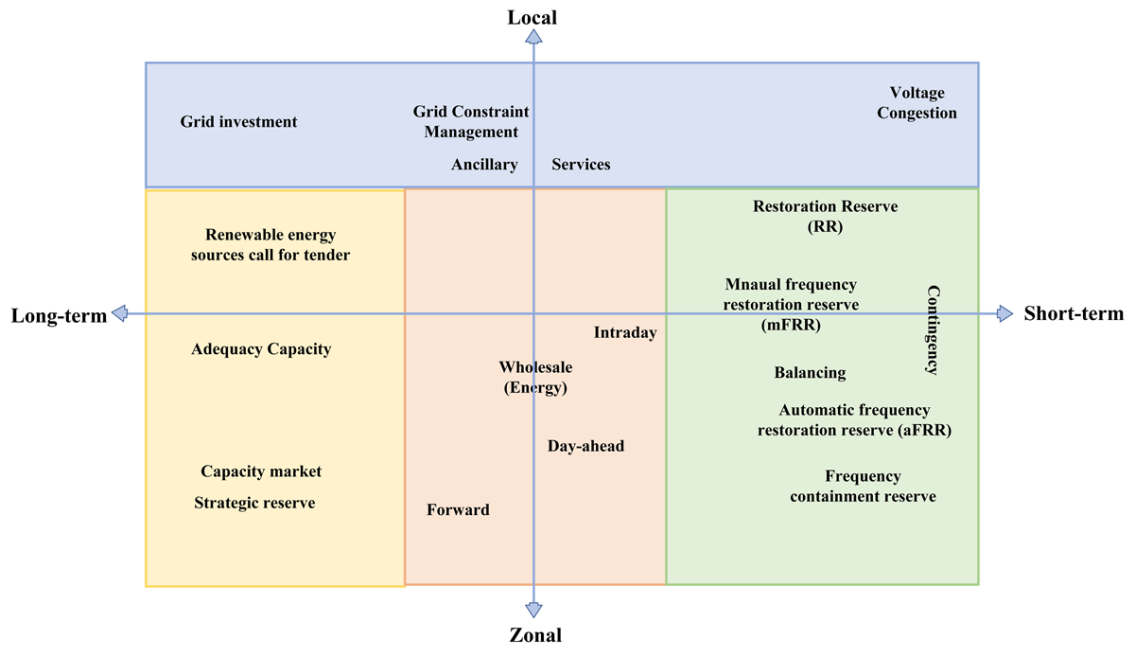 Local
Grid investment
Grid Constraint
Management
Voltage
Congestion
Ancillary Services
Renewable energy
sources call for tender
Restoration Reserve
(RR)
Long-term
Mnaual frequency
restoration reserve
(mFRR)
Contingency
Short-term
Adequacy Capacity
Intraday
Wholesale
(Energy)
Balancing
Day-ahead
Automatic frequency
restoration reserve (aFRR)
Capacity market
Strategic reserve
Forward
Frequency
containment reserve
Zonal